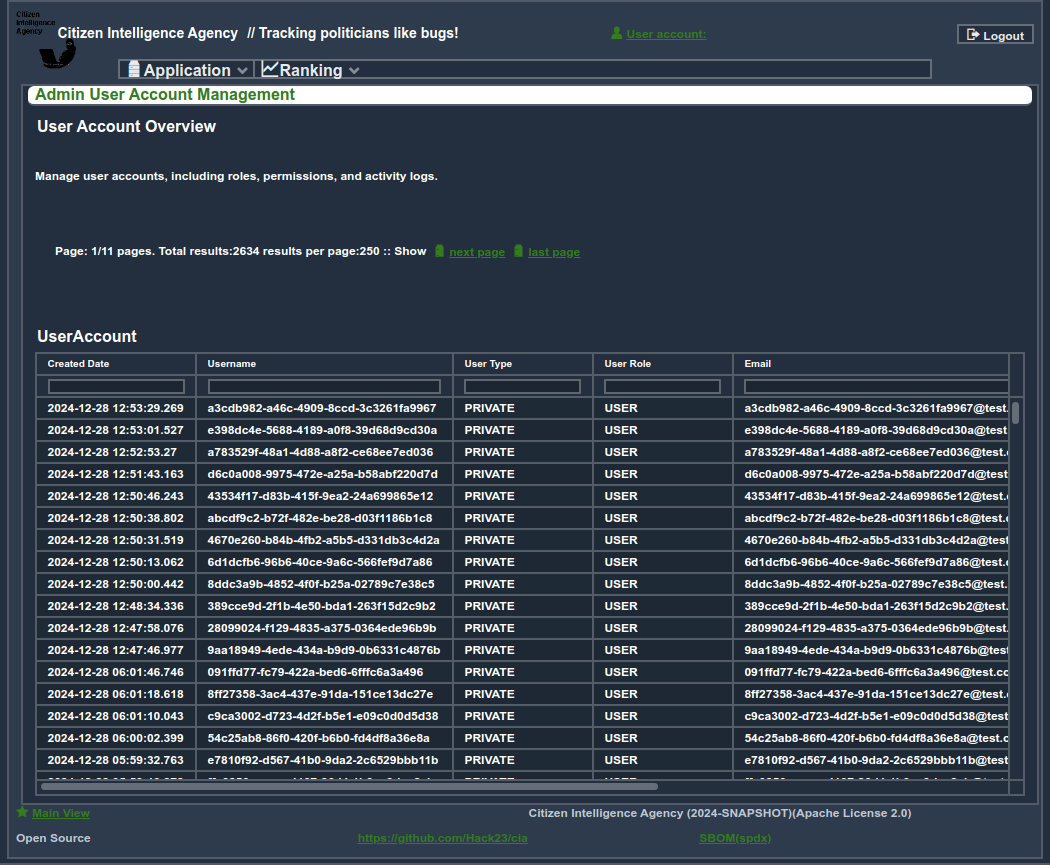 Citizen
Intelligence
Agency
Citizen Intelligence Agency // Tracking politicians like bugs!
User account:
Logout
Application Ranking
Admin User Account Management
User Account Overview
Manage user accounts, including roles, permissions, and activity logs.
Page: 1/11 pages. Total results:2634 results per page:250 :: Show next page last page
UserAccount
Created Date Username User Type User Role Email
2024-12-28 12:53:29.269 a3cdb982-a46c-4909-8ccd-3c3261fa9967 PRIVATE USER a3cdb982-a46c-4909-8ccd-3c3261fa9967@test.
2024-12-28 12:53:01.527 e398dc4e-5688-4189-a0f8-39d68d9cd30a PRIVATE USER e398dc4e-5688-4189-a0f8-39d68d9cd30a@test
2024-12-28 12:52:53.27 a783529f-48a1-4d88-a8f2-ce68ee7ed036 PRIVATE USER a783529f-48a1-4d88-a8f2-ce68ee7ed036@test.
2024-12-28 12:51:43.163 d6c0a008-9975-472e-a25a-b58abf220d7d PRIVATE USER d6c0a008-9975-472e-a25a-b58abf220d7d@test
2024-12-28 12:50:46.243 43534f17-d83b-415f-9ea2-24a699865e12 PRIVATE USER 43534f17-d83b-415f-9ea2-24a699865e12@test.
2024-12-28 12:50:38.802 abcdf9c2-b72f-482e-be28-d03f1186b1c8 PRIVATE USER abcdf9c2-b72f-482e-be28-d03f1186b1c8@test.
2024-12-28 12:50:31.519 4670e260-b84b-4fb2-a5b5-d331db3c4d2a PRIVATE USER 4670e260-b84b-4fb2-a5b5-d331db3c4d2a@test
2024-12-28 12:50:13.062 6d1dcfb6-96b6-40ce-9a6c-566fef9d7a86 PRIVATE USER 6d1dcfb6-96b6-40ce-9a6c-566fef9d7a86@test.
2024-12-28 12:50:00.442 8ddc3a9b-4852-4f0f-b25a-02789c7e38c5 PRIVATE USER 8ddc3a9b-4852-4f0f-b25a-02789c7e38c5@test.
2024-12-28 12:48:34.336 389cce9d-2f1b-4e50-bda1-263f15d2c9b2 PRIVATE USER 389cce9d-2f1b-4e50-bda1-263f15d2c9b2@test.
2024-12-28 12:47:58.076 28099024-f129-4835-a375-0364ede96b9b PRIVATE USER 28099024-f129-4835-a375-0364ede96b9b@test.
2024-12-28 12:47:46.977 9aa18949-4ede-434a-b9d9-0b6331c4876b PRIVATE USER 9aa18949-4ede-434a-b9d9-0b6331c4876b@test
2024-12-28 06:01:46.746 091ffd77-fc79-422a-bed6-6fffc6a3a496 PRIVATE USER 091ffd77-fc79-422a-bed6-6fffc6a3a496@test.cc
2024-12-28 06:01:18.618 8ff27358-3ac4-437e-91da-151ce13dc27e PRIVATE USER 8ff27358-3ac4-437e-91da-151ce13dc27e@test.
2024-12-28 06:01:10.043 c9ca3002-d723-4d2f-b5e1-e09c0d0d5d38 PRIVATE USER c9ca3002-d723-4d2f-b5e1-e09c0d0d5d38@test
2024-12-28 06:00:02.399 54c25ab8-86f0-420f-b6b0-fd4df8a36e8a PRIVATE USER 54c25ab8-86f0-420f-b6b0-fd4df8a36e8a@test.c
2024-12-28 05:59:32.763 e7810f92-d567-41b0-9da2-2c6529bbb11b PRIVATE USER e7810f92-d567-41b0-9da2-2c6529bbb11b@test
Main View Citizen Intelligence Agency (2024-SNAPSHOT)(Apache License 2.0)
Open Source https://github.com/Hack23/cia SBOM(spdx)